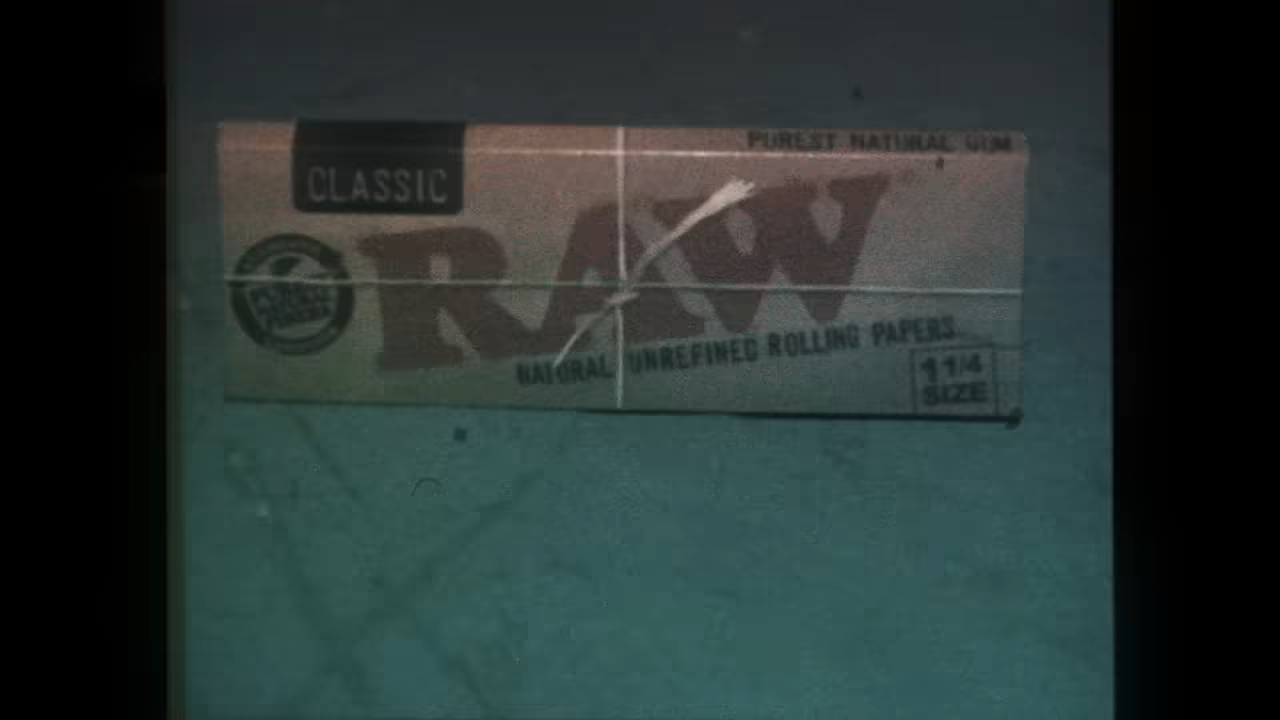 PUREST NATURAL GUM
CLASSIC
RAW
NATURAL UNREFINED ROLLING PAPERS
1 1/4
SIZE